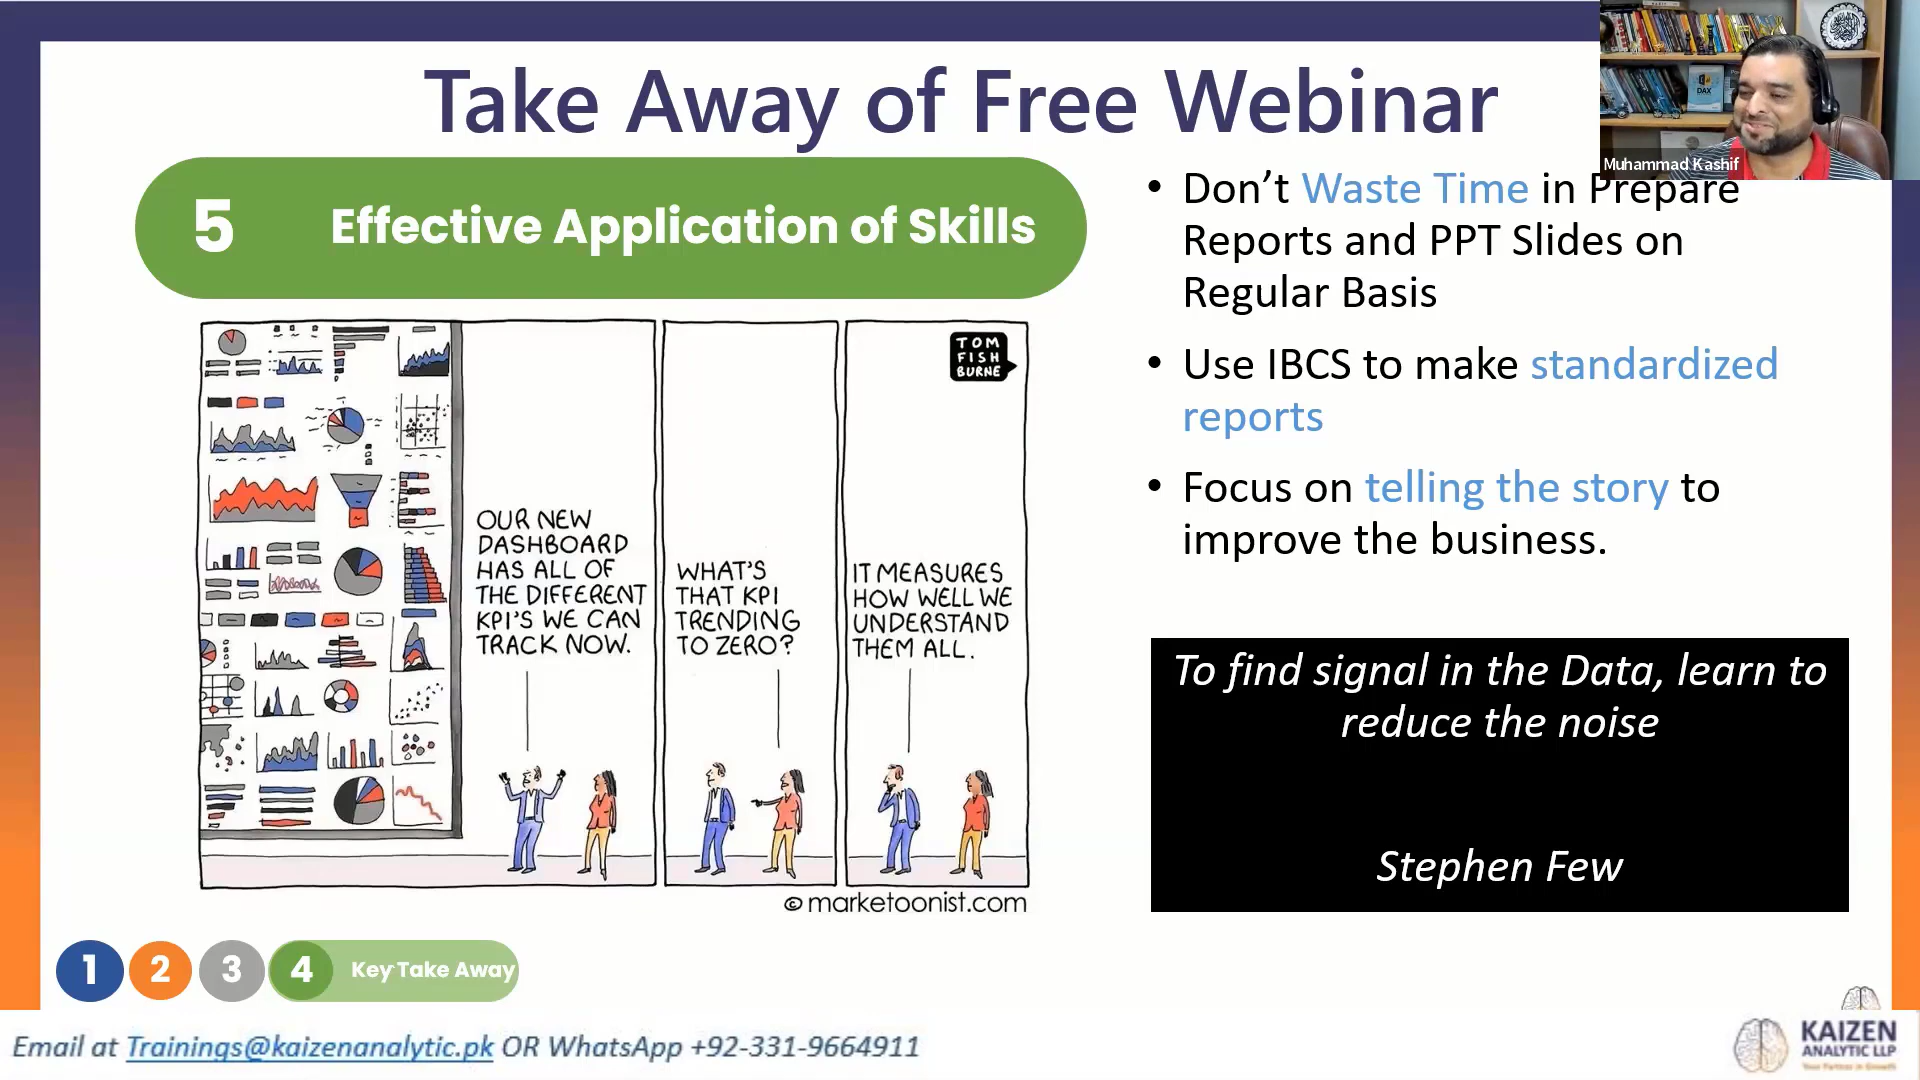 Take Away of Free Webinar
Muhammad Kashif
DAX
5 Effective Application of Skills
• Don’t Waste Time in Prepare
Reports and PPT Slides on
Regular Basis
• Use IBCS to make standardized
reports
• Focus on telling the story to
improve the business.
TOM
FISH
BURNE
OUR NEW
DASHBOARD
HAS ALL OF
THE DIFFERENT
KPI'S WE CAN
TRACK NOW.
WHAT'S
THAT KPI
TRENDING
TO ZERO?
IT MEASURES
HOW WELL WE
UNDERSTAND
THEM ALL.
© marketoonist.com
To find signal in the Data, learn to
reduce the noise
Stephen Few
1 2 3 4 Key Take Away
Email at Trainings@kaizenanalytic.pk OR WhatsApp +92-331-9664911
KAIZEN
ANALYTIC LLP
Your Partner in Growth